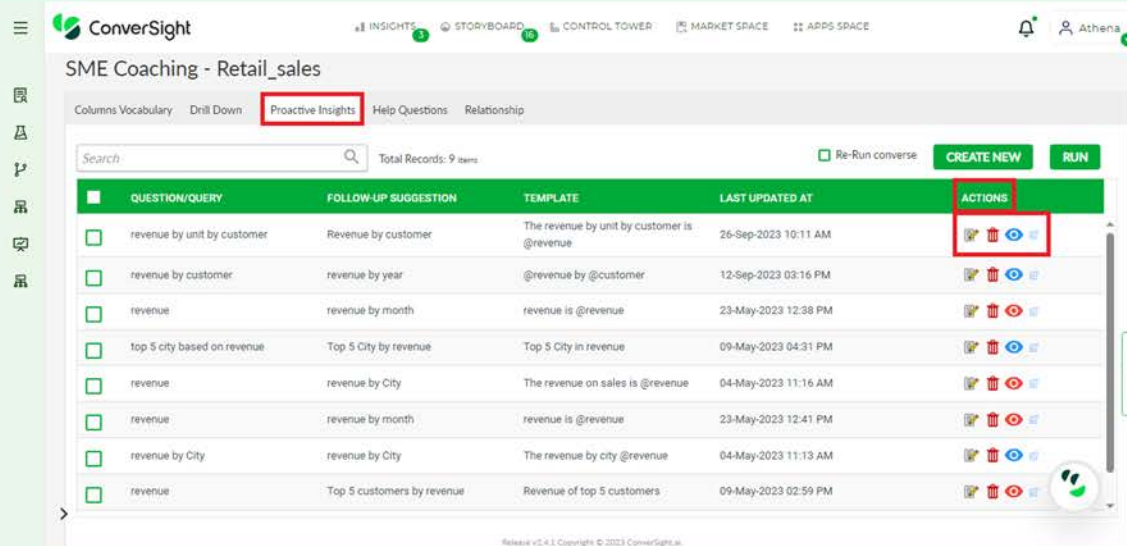 ConverSight
INSIGHTS
3
STORYBOARD
16
CONTROL TOWER
MARKET SPACE
APPS SPACE
Athena
SME Coaching - Retail_sales
Columns Vocabulary Drill Down Proactive Insights Help Questions Relationship
Search Total Records: 9 items Re-Run converse CREATE NEW RUN
QUESTION/QUERY FOLLOW-UP SUGGESTION TEMPLATE LAST UPDATED AT ACTIONS
revenue by unit by customer Revenue by customer The revenue by unit by customer is
@revenue 26-Sep-2023 10:11 AM
revenue by customer revenue by year @revenue by @customer 12-Sep-2023 03:16 PM
revenue revenue by month revenue is @revenue 23-May-2023 12:38 PM
top 5 city based on revenue Top 5 City by revenue Top 5 City in revenue 09-May-2023 04:31 PM
revenue revenue by City The revenue on sales is @revenue 04-May-2023 11:16 AM
revenue revenue by month revenue is @revenue 23-May-2023 12:41 PM
revenue by City revenue by City The revenue by city @revenue 04-May-2023 11:13 AM
revenue Top 5 customers by revenue Revenue of top 5 customers 09-May-2023 02:59 PM
Release v1.4.1 Copyright © 2023 ConverSight.ai.